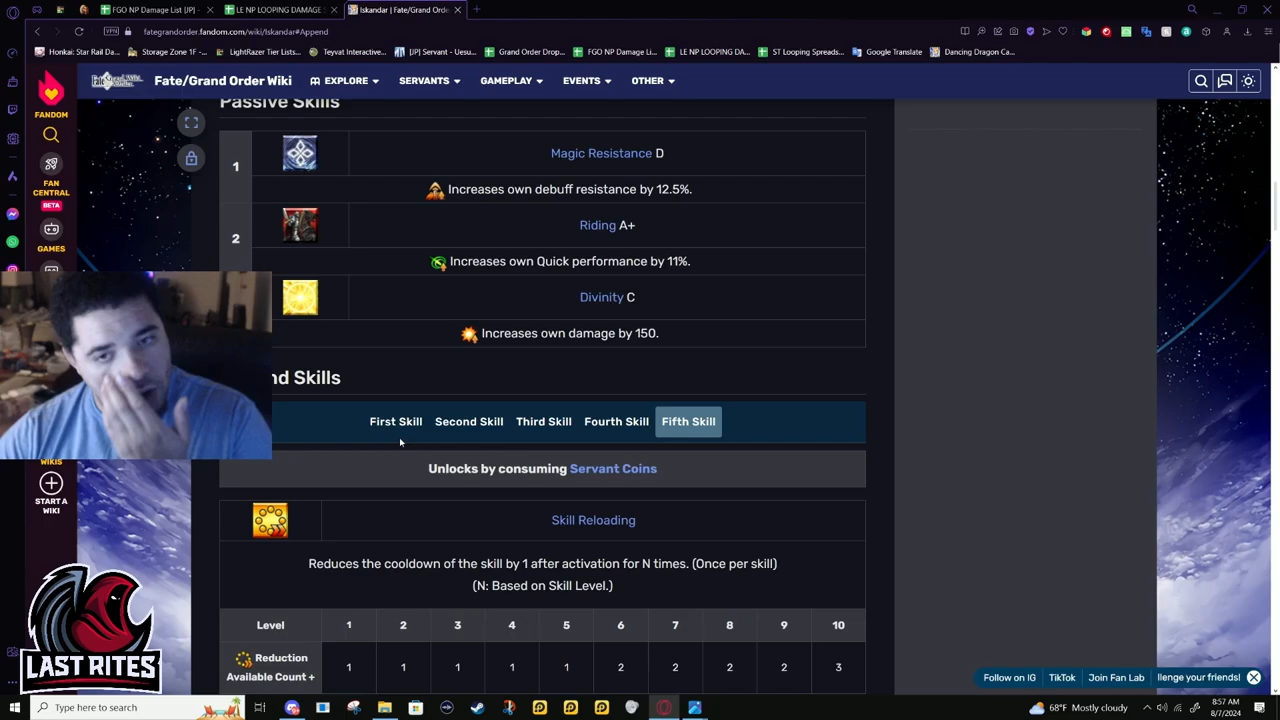 FGO NP Damage List [JP]
LE NP LOOPING DAMAGE
Iskandar | Fate/Grand Orde
VPN
fategrandorder.fandom.com/wiki/Iskandar#Append
Honkai: Star Rail Da...
Storage Zone 1F -...
LightRazer Tier Lists...
Teyvat Interactive...
[JP] Servant - Uesu...
Grand Order Drop...
FGO NP Damage Li...
LE NP LOOPING DA...
ST Looping Spreads...
Google Translate
Dancing Dragon Ca...
Fate/Grand Order Wiki
EXPLORE
SERVANTS
GAMEPLAY
EVENTS
OTHER
FANDOM
FAN
CENTRAL
BETA
GAMES
WIKIS
START A
WIKI
Passive Skills
1
Magic Resistance D
Increases own debuff resistance by 12.5%.
2
Riding A+
Increases own Quick performance by 11%.
Divinity C
Increases own damage by 150.
nd Skills
First Skill
Second Skill
Third Skill
Fourth Skill
Fifth Skill
Unlocks by consuming Servant Coins
Skill Reloading
Reduces the cooldown of the skill by 1 after activation for N times. (Once per skill)
(N: Based on Skill Level.)
Level 1 2 3 4 5 6 7 8 9 10
Reduction
Available Count + 1 1 1 1 1 2 2 2 2 3
LAST RITES
Follow on IG
TikTok
Join Fan Lab
llenge your friends!
Type here to search
68°F Mostly cloudy
8:57 AM
8/7/2024